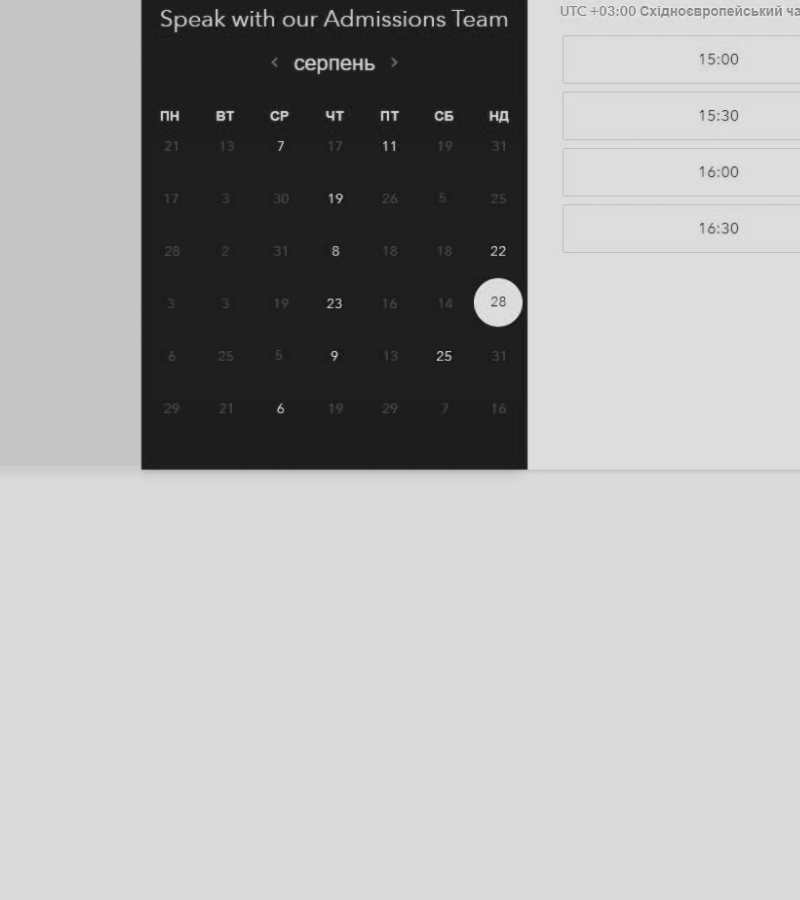 Speak with our Admissions Team
UTC +03:00 Східноєвропейський ча
серпень
ПН ВТ СР ЧТ ПТ СБ НД
21 13 7 17 11 19 31
17 3 30 19 26 5 25
28 2 31 8 18 18 22
3 3 19 23 16 14 28
6 25 5 9 13 25 31
29 21 6 19 29 7 16
15:00
15:30
16:00
16:30